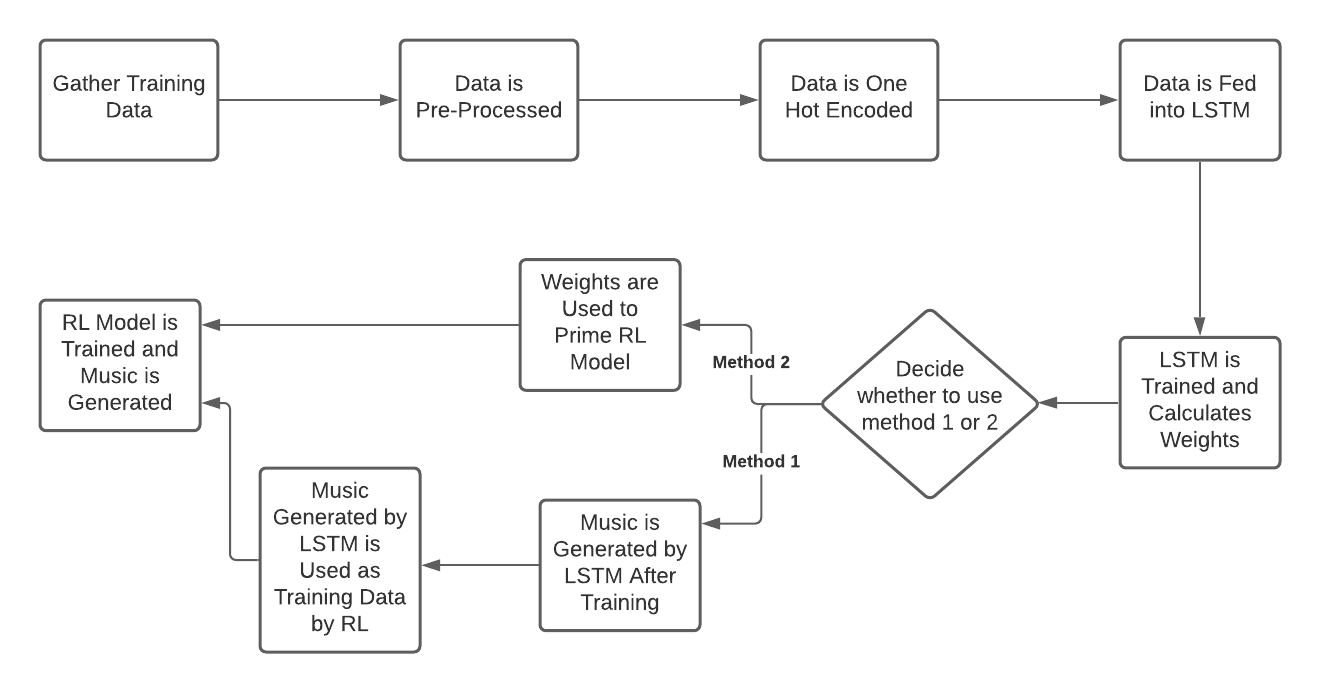 Gather Training
Data
Data is
Pre-Processed
Data is One
Hot Encoded
Data is Fed
into LSTM
LSTM is
Trained and
Calculates
Weights
Decide
whether to use
method 1 or 2
Method 2
Weights are
Used to
Prime RL
Model
Method 1
Music is
Generated by
LSTM After
Training
Music
Generated by
LSTM is
Used as
Training Data
by RL
RL Model is
Trained and
Music is
Generated